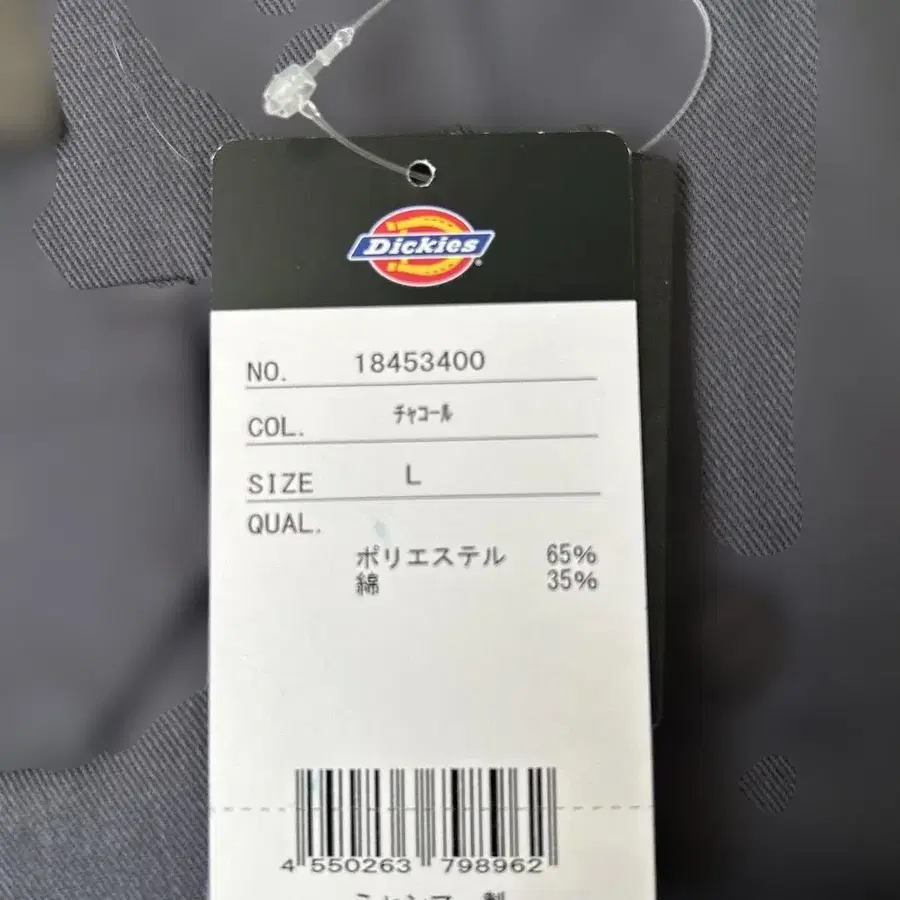 Dickies
NO. 18453400
COL. ﾁｬｺｰﾙ
SIZE L
QUAL.
ポリエステル 65%
綿 35%
4 550263 798962